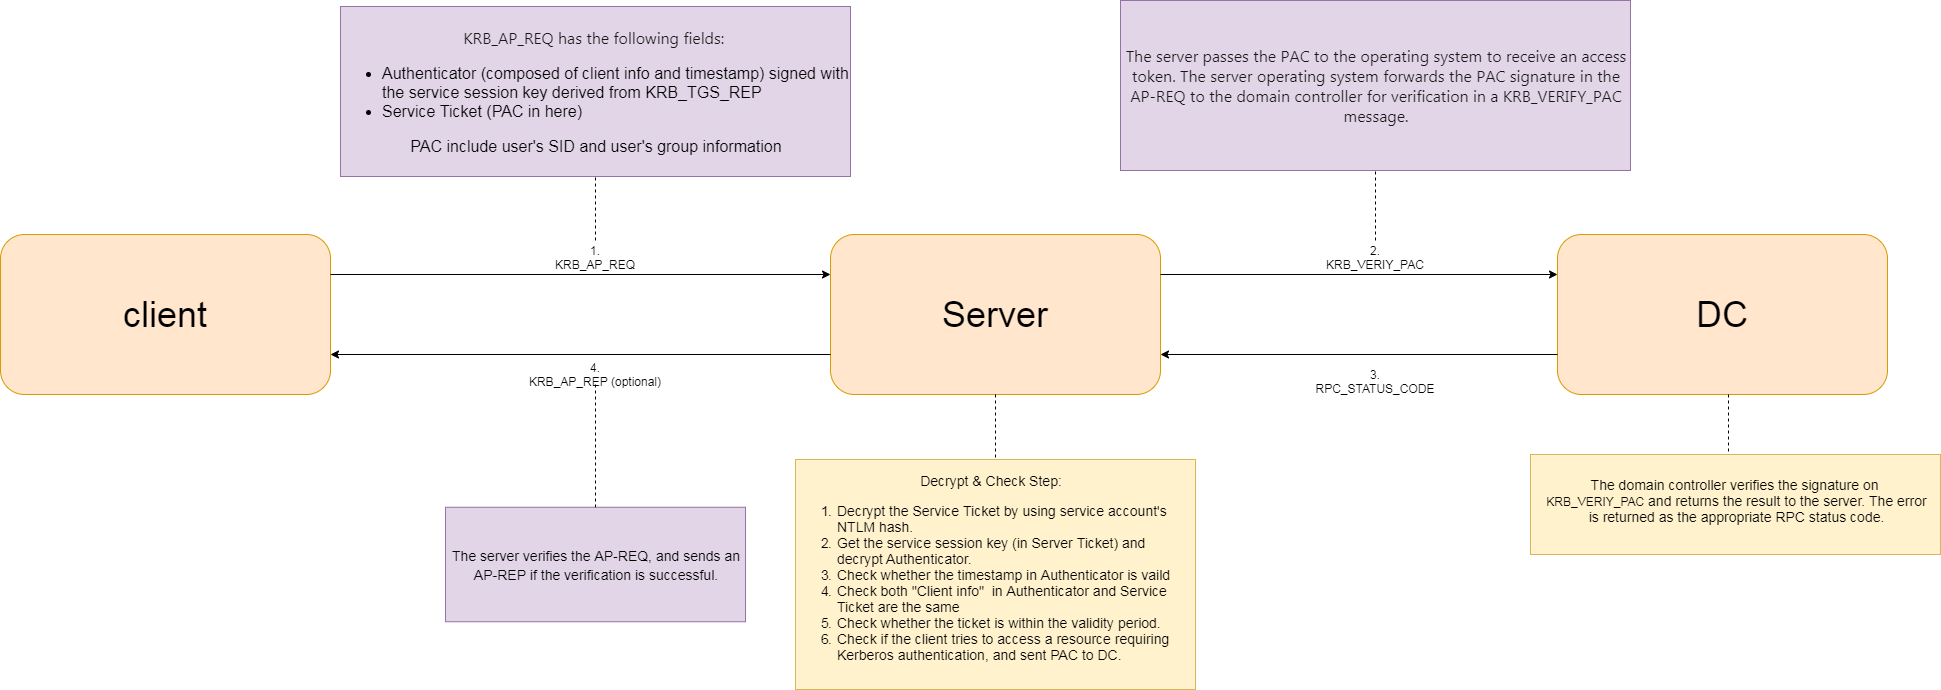 KRB_AP_REQ has the following fields:
• Authenticator (composed of client info and timestamp) signed with
the service session key derived from KRB_TGS_REP
• Service Ticket (PAC in here)
PAC include user's SID and user's group information
The server passes the PAC to the operating system to receive an access
token. The server operating system forwards the PAC signature in the
AP-REQ to the domain controller for verification in a KRB_VERIFY_PAC
message.
client
1.
KRB_AP_REQ
Server
2.
KRB_VERIY_PAC
DC
4.
KRB_AP_REP (optional)
3.
RPC_STATUS_CODE
The server verifies the AP-REQ, and sends an
AP-REP if the verification is successful.
Decrypt & Check Step:
1. Decrypt the Service Ticket by using service account's
NTLM hash.
2. Get the service session key (in Server Ticket) and
decrypt Authenticator.
3. Check whether the timestamp in Authenticator is vaild
4. Check both "Client info" in Authenticator and Service
Ticket are the same
5. Check whether the ticket is within the validity period.
6. Check if the client tries to access a resource requiring
Kerberos authentication, and sent PAC to DC.
The domain controller verifies the signature on
KRB_VERIY_PAC and returns the result to the server. The error
is returned as the appropriate RPC status code.